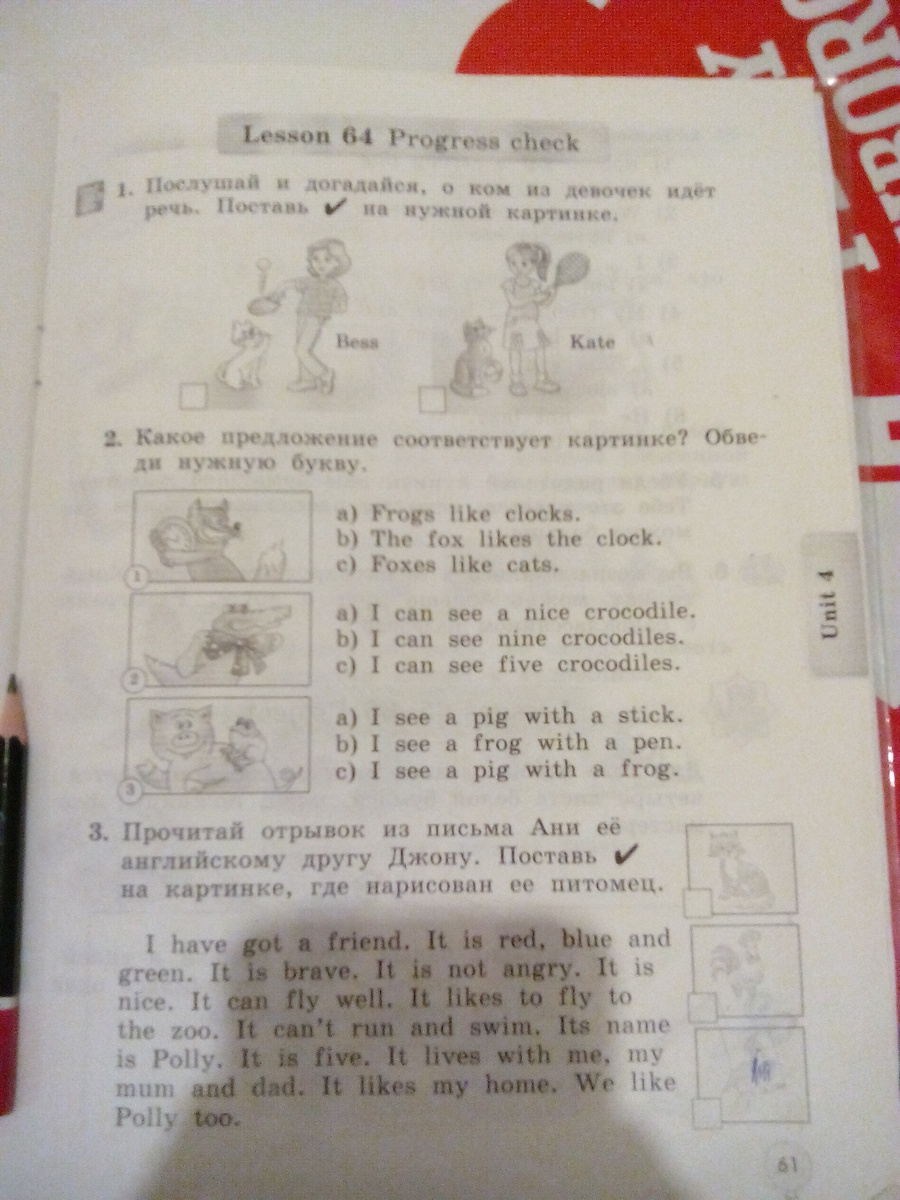 Lesson 64 Progress check
1. Послушай и догадайся, о ком из девочек идёт
речь. Поставь ✔ на нужной картинке.
Bess
Kate
2. Какое предложение соответствует картинке? Обве-
ди нужную букву.
1
a) Frogs like clocks.
b) The fox likes the clock.
c) Foxes like cats.
2
a) I can see a nice crocodile.
b) I can see nine crocodiles.
c) I can see five crocodiles.
3
a) I see a pig with a stick.
b) I see a frog with a pen.
c) I see a pig with a frog.
Unit 4
3. Прочитай отрывок из письма Ани её
английскому другу Джону. Поставь ✔
на картинке, где нарисован ее питомец.
I have got a friend. It is red, blue and
green. It is brave. It is not angry. It is
nice. It can fly well. It likes to fly to
the zoo. It can't run and swim. Its name
is Polly. It is five. It lives with me, my
mum and dad. It likes my home. We like
Polly too.
61